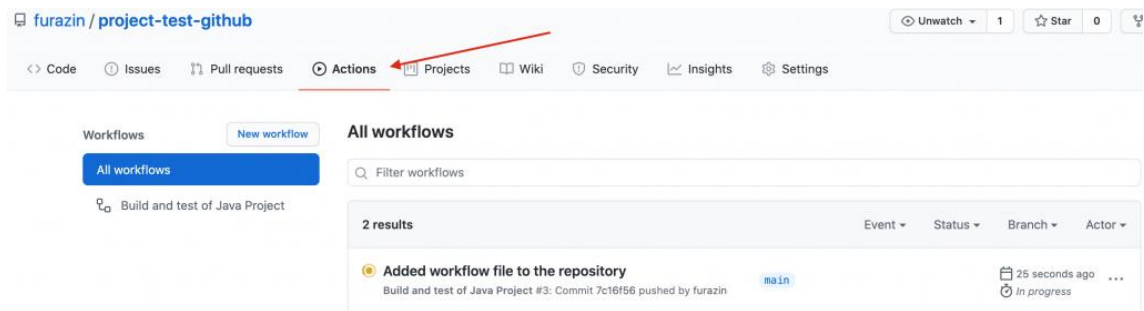 furazin / project-test-github
Unwatch 1 Star 0
Code Issues Pull requests Actions Projects Wiki Security Insights Settings
Workflows New workflow All workflows
All workflows Filter workflows
Build and test of Java Project
2 results Event Status Branch Actor
Added workflow file to the repository main 25 seconds ago
Build and test of Java Project #3: Commit 7c16f56 pushed by furazin In progress